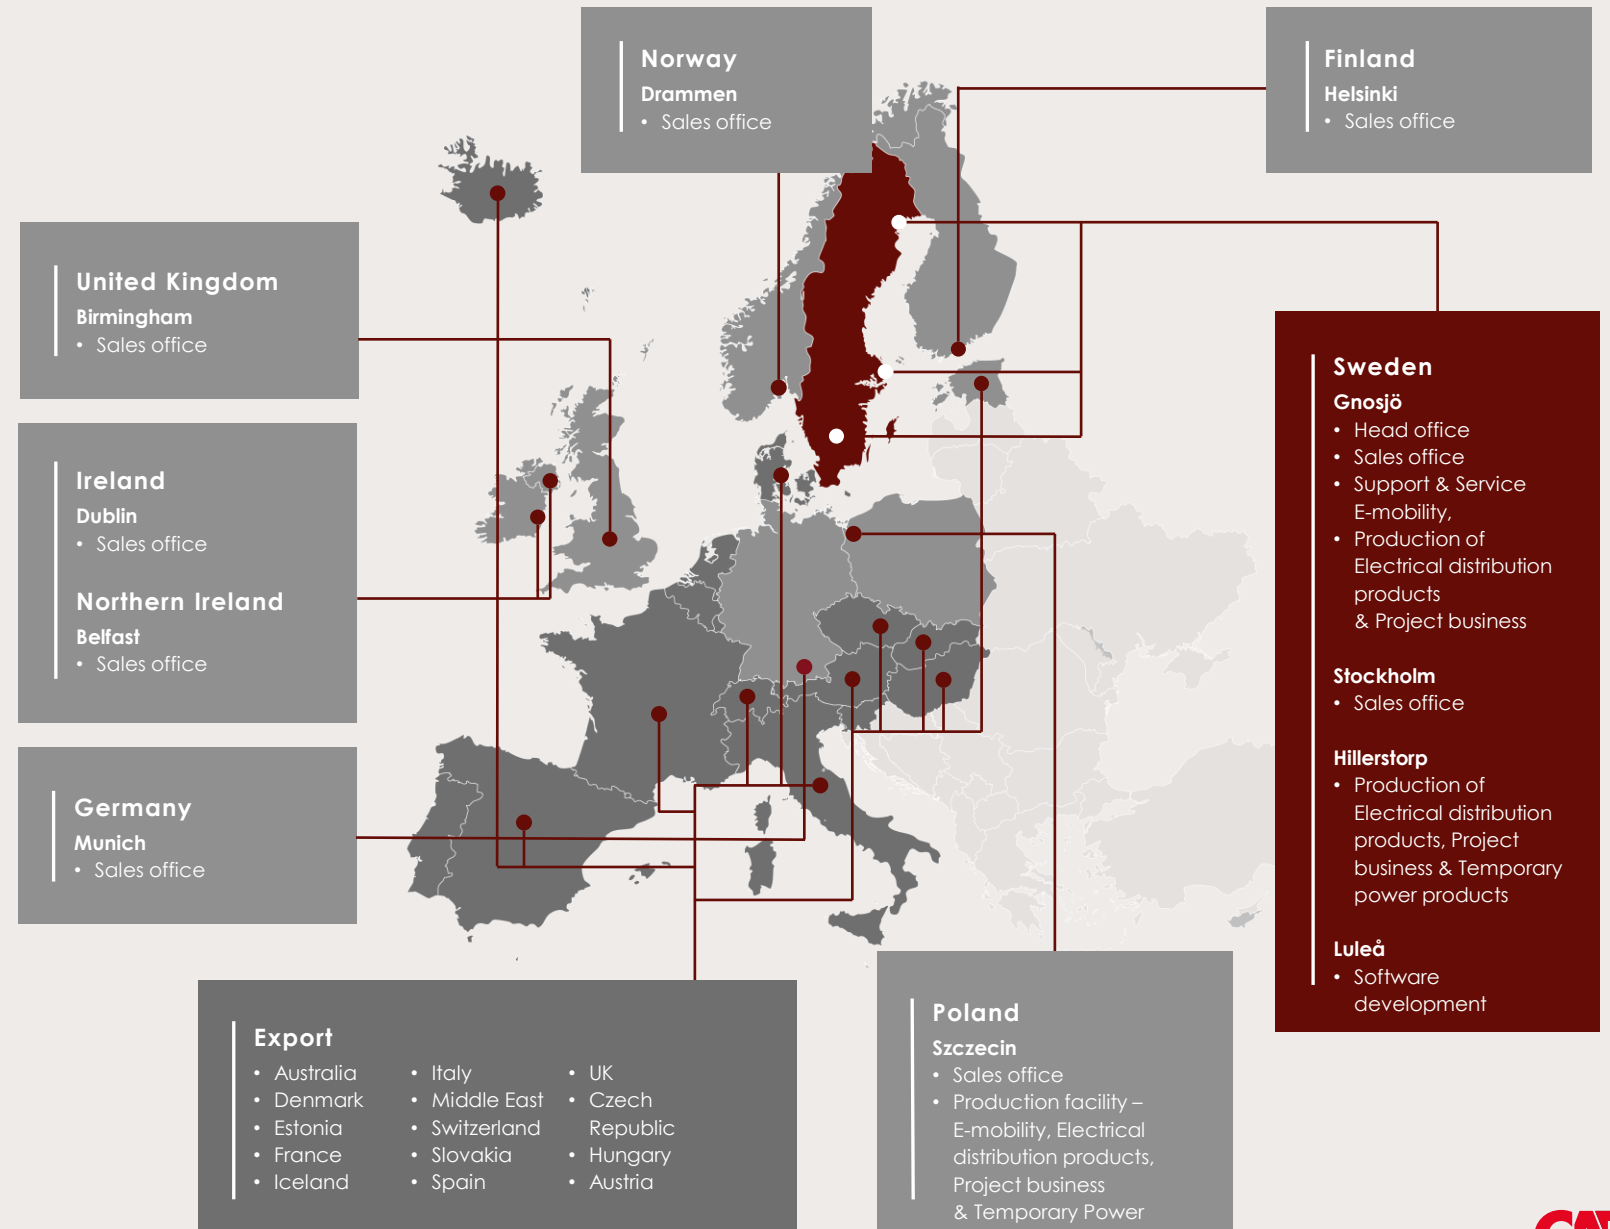 Norway
Drammen
• Sales office
Finland
Helsinki
• Sales office
United Kingdom
Birmingham
• Sales office
Ireland
Dublin
• Sales office
Northern Ireland
Belfast
• Sales office
Germany
Munich
• Sales office
Sweden
Gnosjö
• Head office
• Sales office
• Support & Service
E-mobility,
• Production of
Electrical distribution
products
& Project business
Stockholm
• Sales office
Hillerstorp
• Production of
Electrical distribution
products, Project
business & Temporary
power products
Luleå
• Software
development
Export
• Australia
• Denmark
• Estonia
• France
• Iceland
• Italy
• Middle East
• Switzerland
• Slovakia
• Spain
• UK
• Czech
Republic
• Hungary
• Austria
Poland
Szczecin
• Sales office
• Production facility –
E-mobility, Electrical
distribution products,
Project business
& Temporary Power